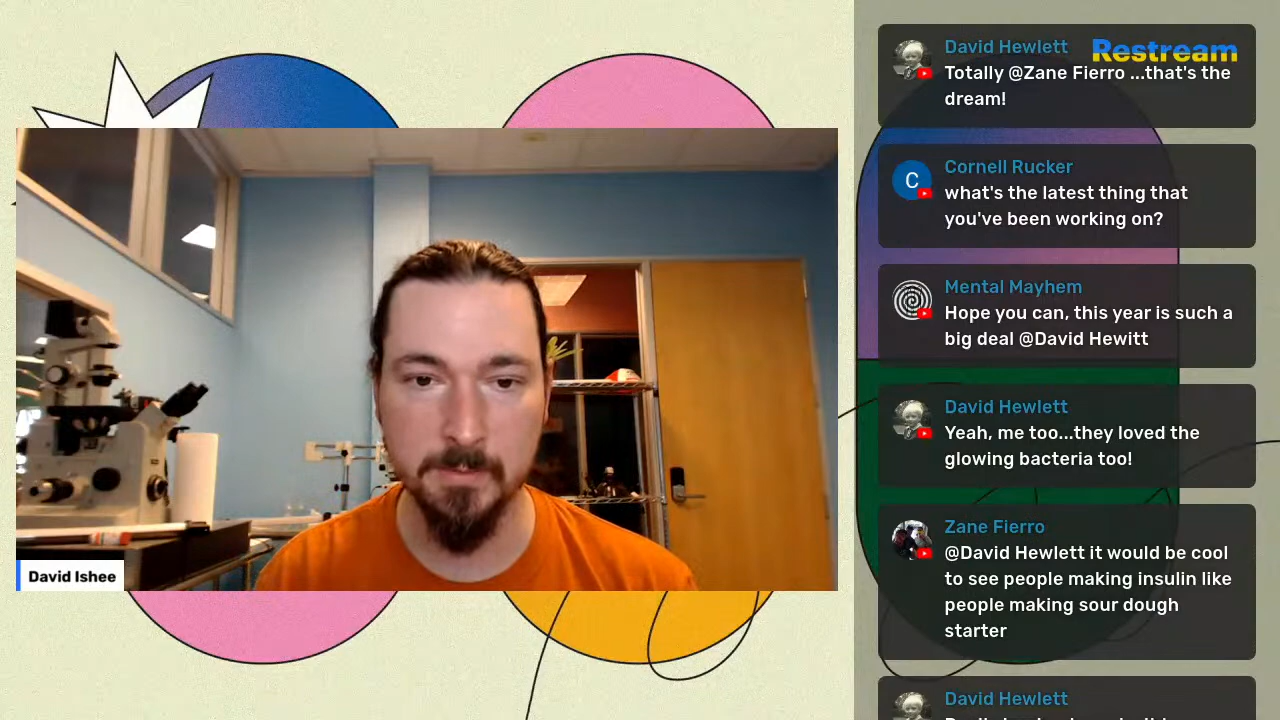 David Ishee
Restream
David Hewlett
Totally @Zane Fierro ...that's the
dream!
C
Cornell Rucker
what's the latest thing that
you've been working on?
Mental Mayhem
Hope you can, this year is such a
big deal @David Hewitt
David Hewlett
Yeah, me too...they loved the
glowing bacteria too!
Zane Fierro
@David Hewlett it would be cool
to see people making insulin like
people making sour dough
starter
David Hewlett